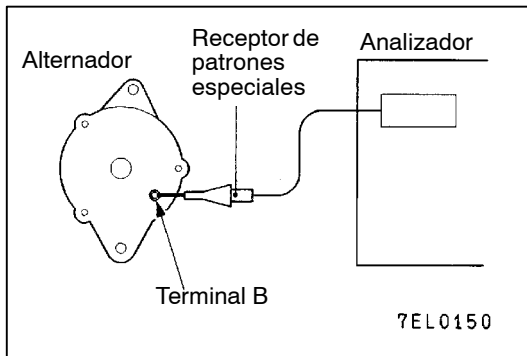 Alternador
Receptor de
patrones
especiales
Analizador
Terminal B
7EL0150